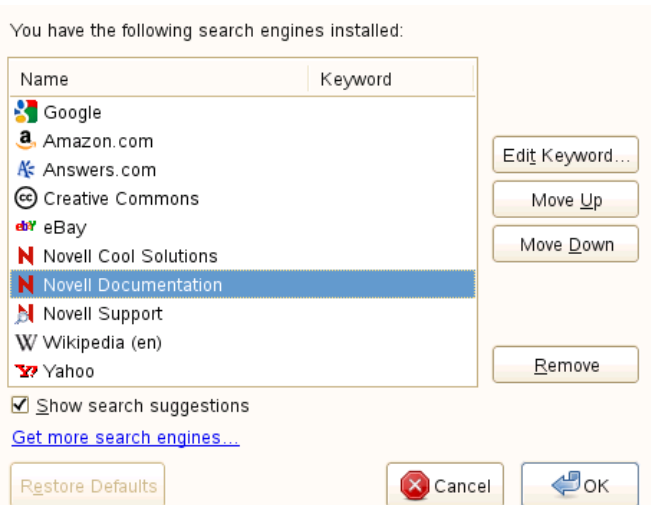 You have the following search engines installed:
Name Keyword
Google
Amazon.com
Answers.com
Creative Commons
eBay
Novell Cool Solutions
Novell Documentation
Novell Support
Wikipedia (en)
Yahoo
Edit Keyword...
Move Up
Move Down
Remove
Show search suggestions
Get more search engines...
Restore Defaults Cancel OK